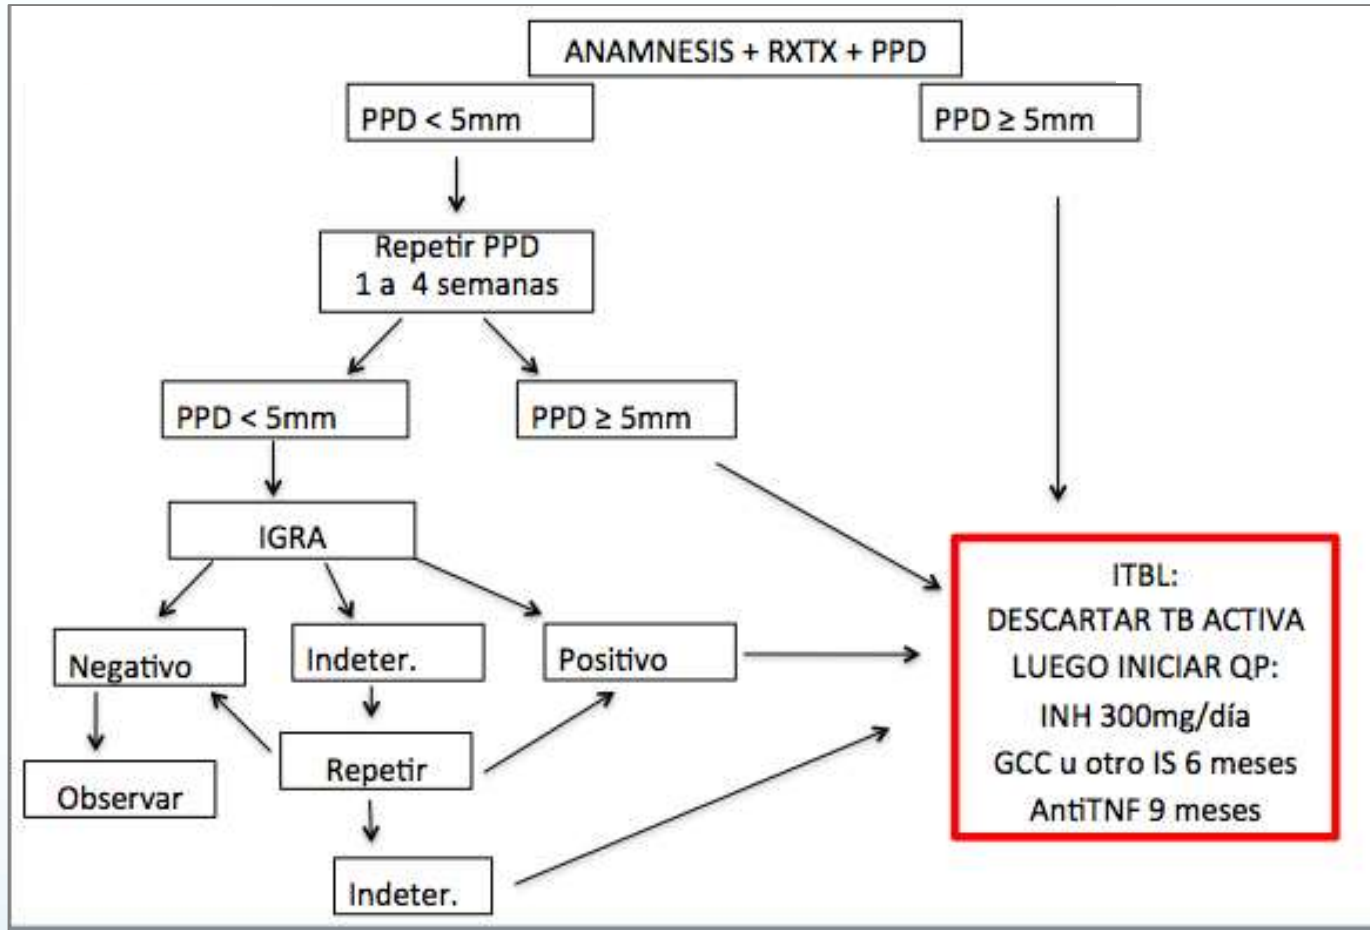 ANAMNESIS + RXTX + PPD
PPD < 5mm
PPD ≥ 5mm
Repetir PPD
1 a 4 semanas
PPD < 5mm
PPD ≥ 5mm
IGRA
Negativo
Indeter.
Positivo
Repetir
Observar
Indeter.
ITBL:
DESCARTAR TB ACTIVA
LUEGO INICIAR QP:
INH 300mg/día
GCC u otro IS 6 meses
AntiTNF 9 meses